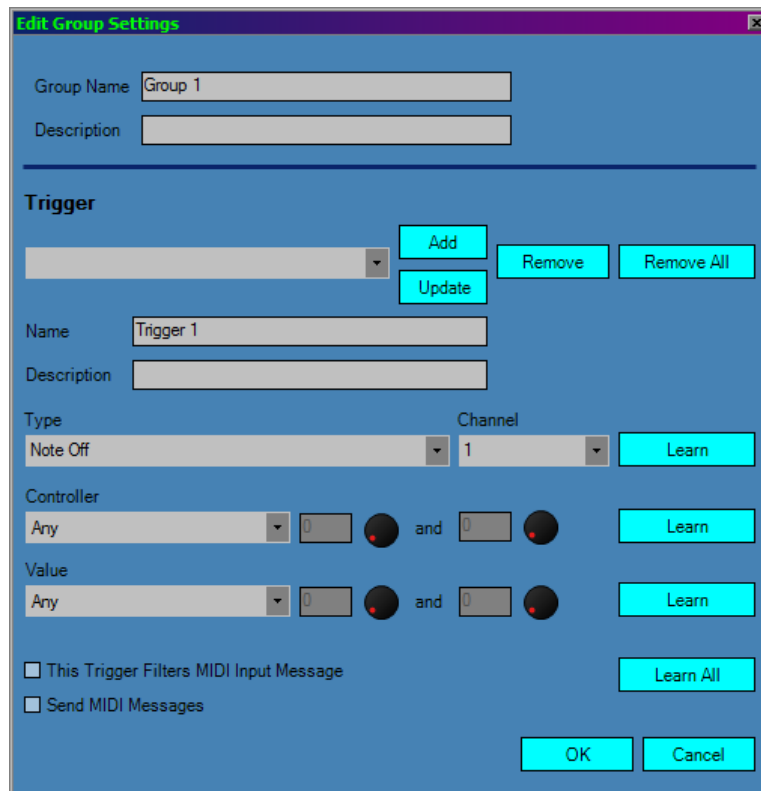 Edit Group Settings
Group Name Group 1
Description
Trigger
Add
Update
Remove Remove All
Name Trigger 1
Description
Type Channel
Note Off 1 Learn
Controller
Any 0 and 0 Learn
Value
Any 0 and 0 Learn
This Trigger Filters MIDI Input Message Learn All
Send MIDI Messages
OK Cancel